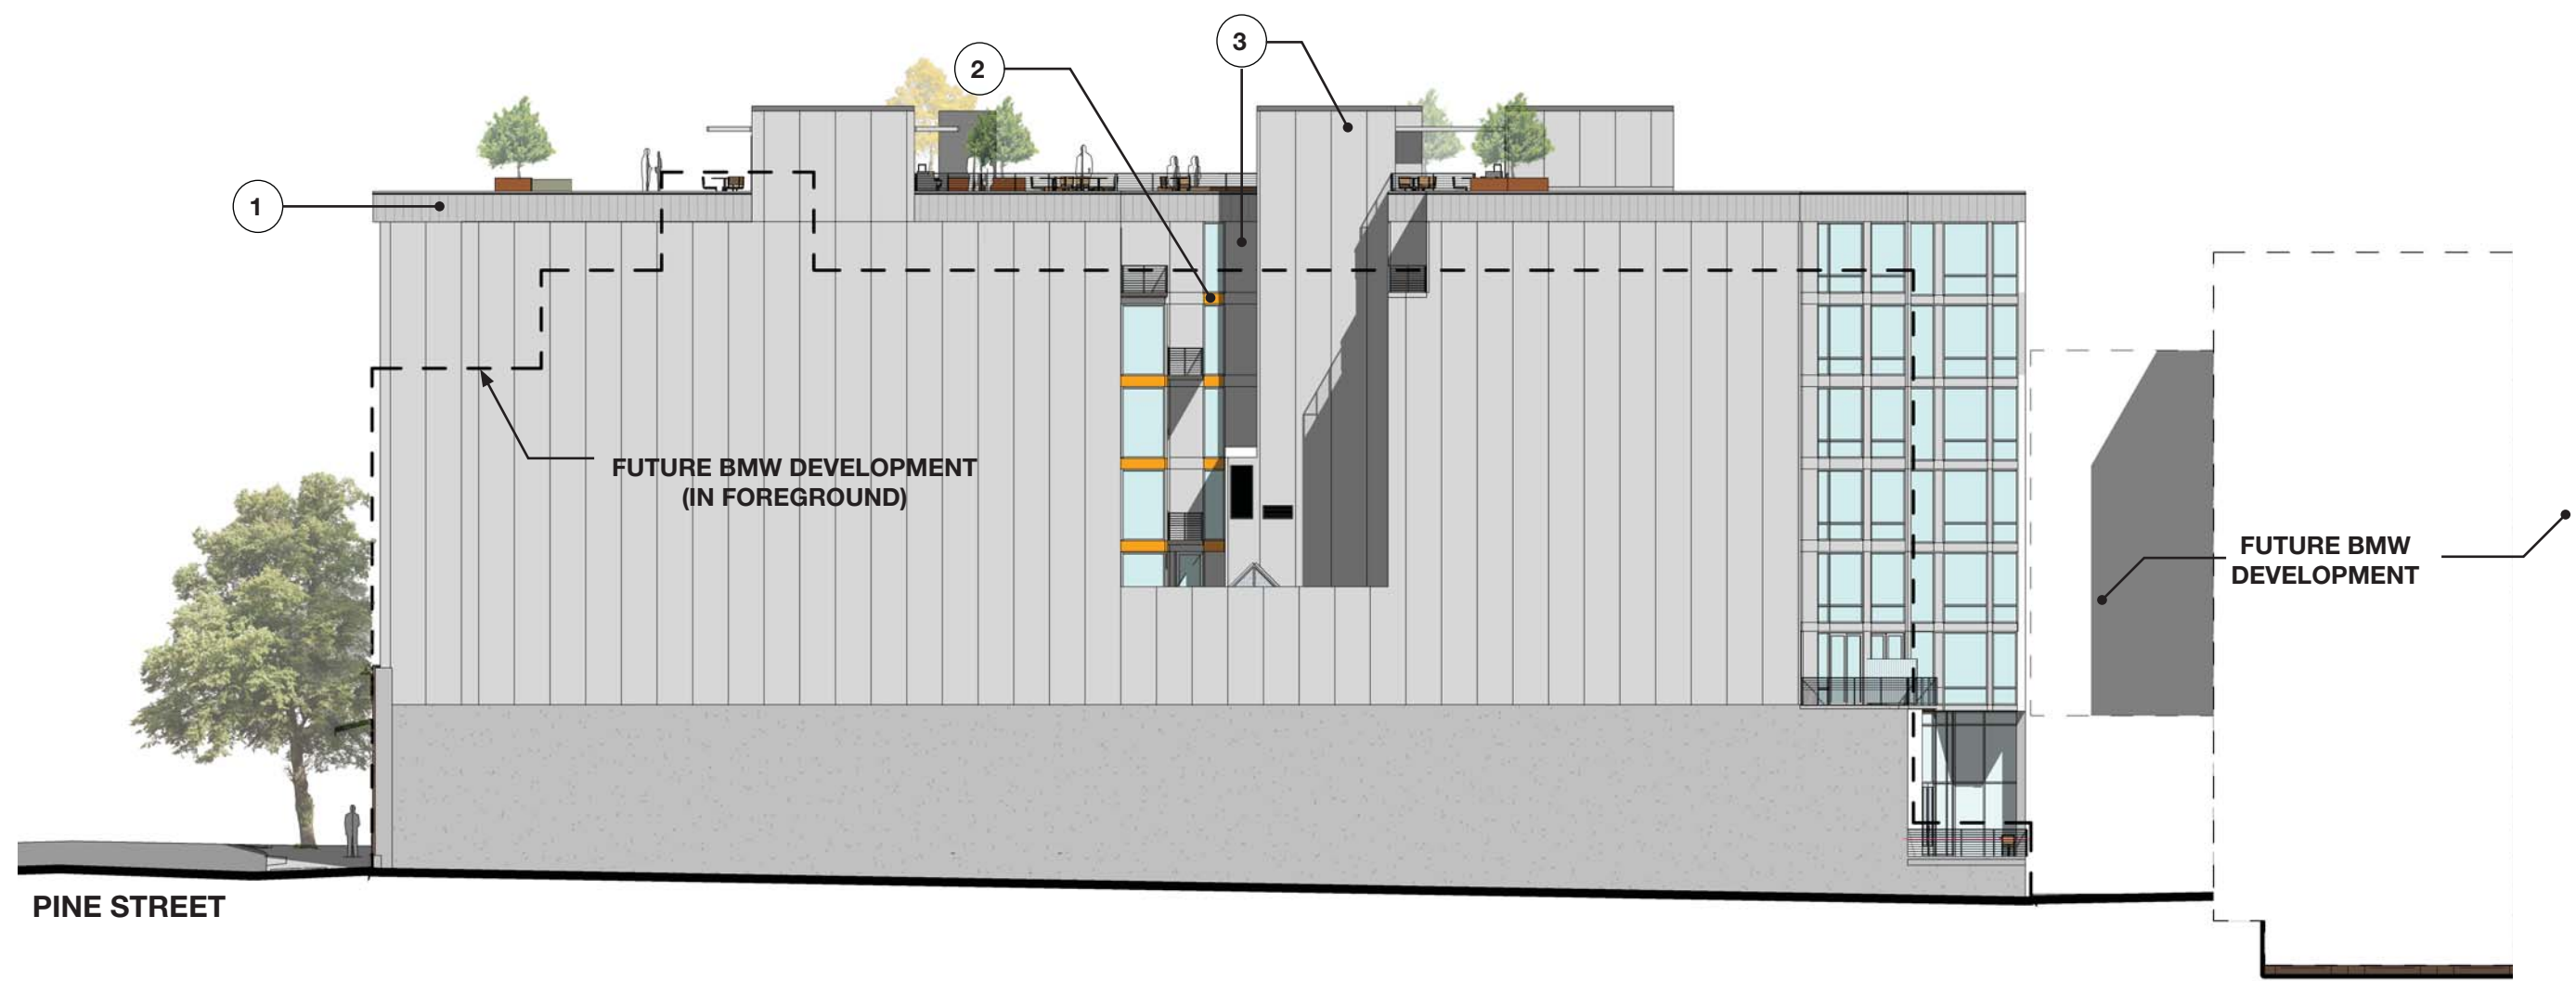 3
2
1
FUTURE BMW DEVELOPMENT
(IN FOREGROUND)
FUTURE BMW
DEVELOPMENT
PINE STREET